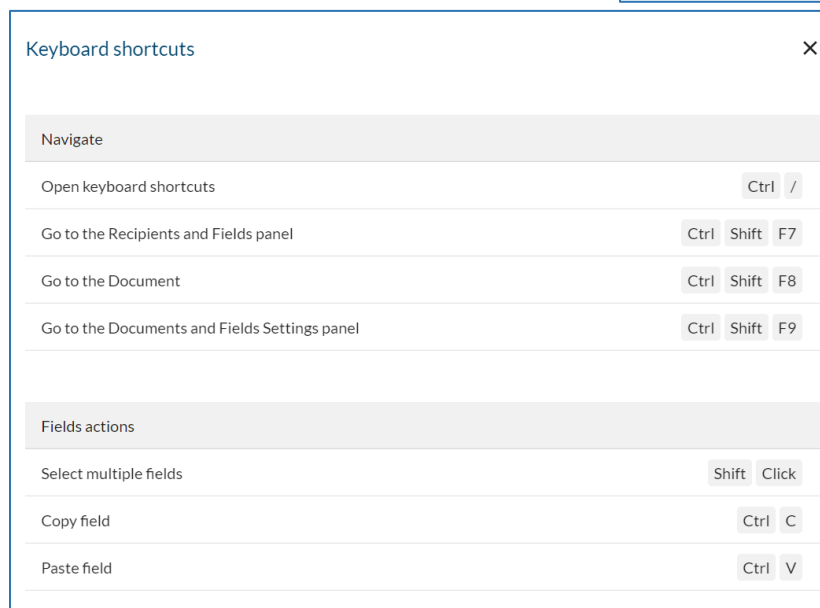 Keyboard shortcuts ×
Navigate
Open keyboard shortcuts Ctrl /
Go to the Recipients and Fields panel Ctrl Shift F7
Go to the Document Ctrl Shift F8
Go to the Documents and Fields Settings panel Ctrl Shift F9
Fields actions
Select multiple fields Shift Click
Copy field Ctrl C
Paste field Ctrl V